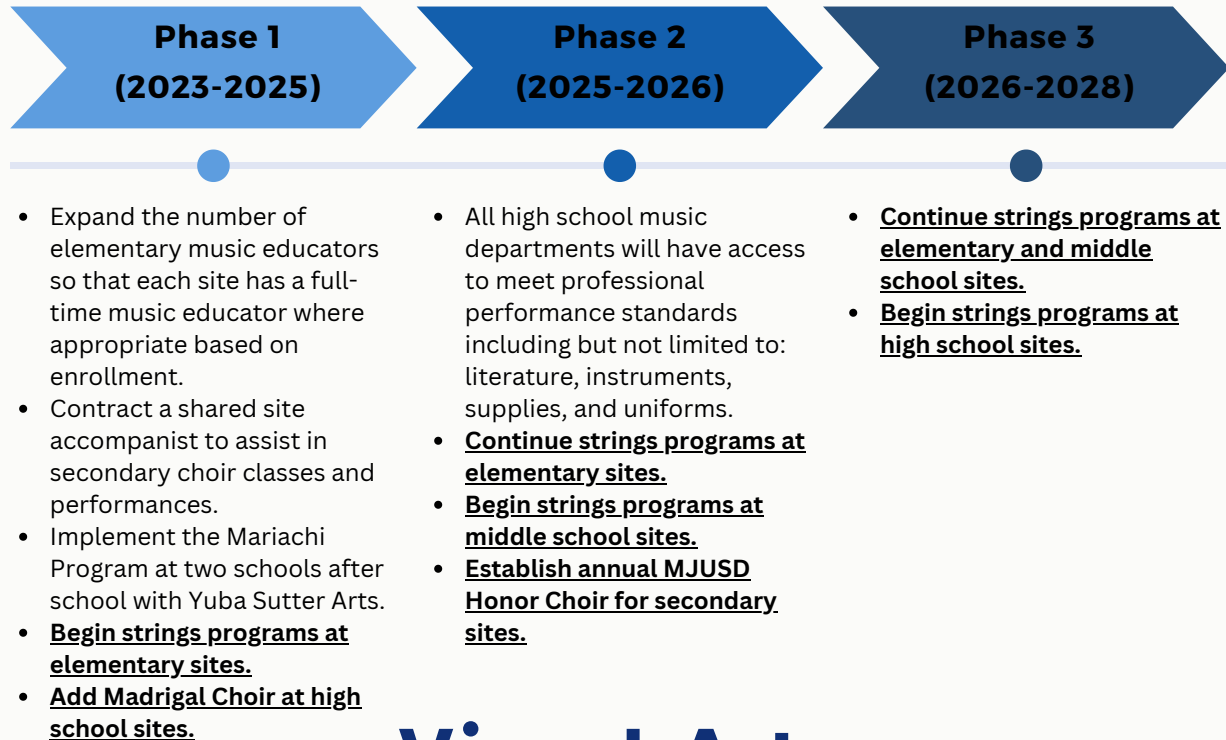 Phase 1
(2023-2025)
Phase 2
(2025-2026)
Phase 3
(2026-2028)
• Expand the number of
elementary music educators
so that each site has a full-
time music educator where
appropriate based on
enrollment.
• Contract a shared site
accompanist to assist in
secondary choir classes and
performances.
• Implement the Mariachi
Program at two schools after
school with Yuba Sutter Arts.
• Begin strings programs at
elementary sites.
• Add Madrigal Choir at high
school sites.
• All high school music
departments will have access
to meet professional
performance standards
including but not limited to:
literature, instruments,
supplies, and uniforms.
• Continue strings programs at
elementary sites.
• Begin strings programs at
middle school sites.
• Establish annual MJUSD
Honor Choir for secondary
sites.
• Continue strings programs at
elementary and middle
school sites.
• Begin strings programs at
high school sites.